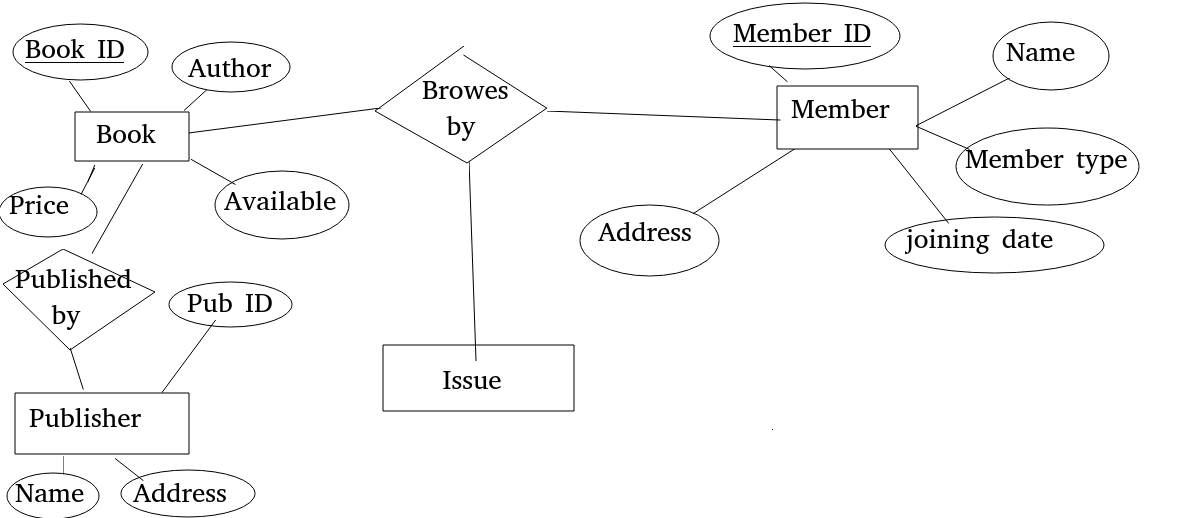 Book ID
Author
Member ID
Name
Browes
by
Book
Member
Member type
Price
Available
Address
joining date
Published
by
Pub ID
Issue
Publisher
Name
Address